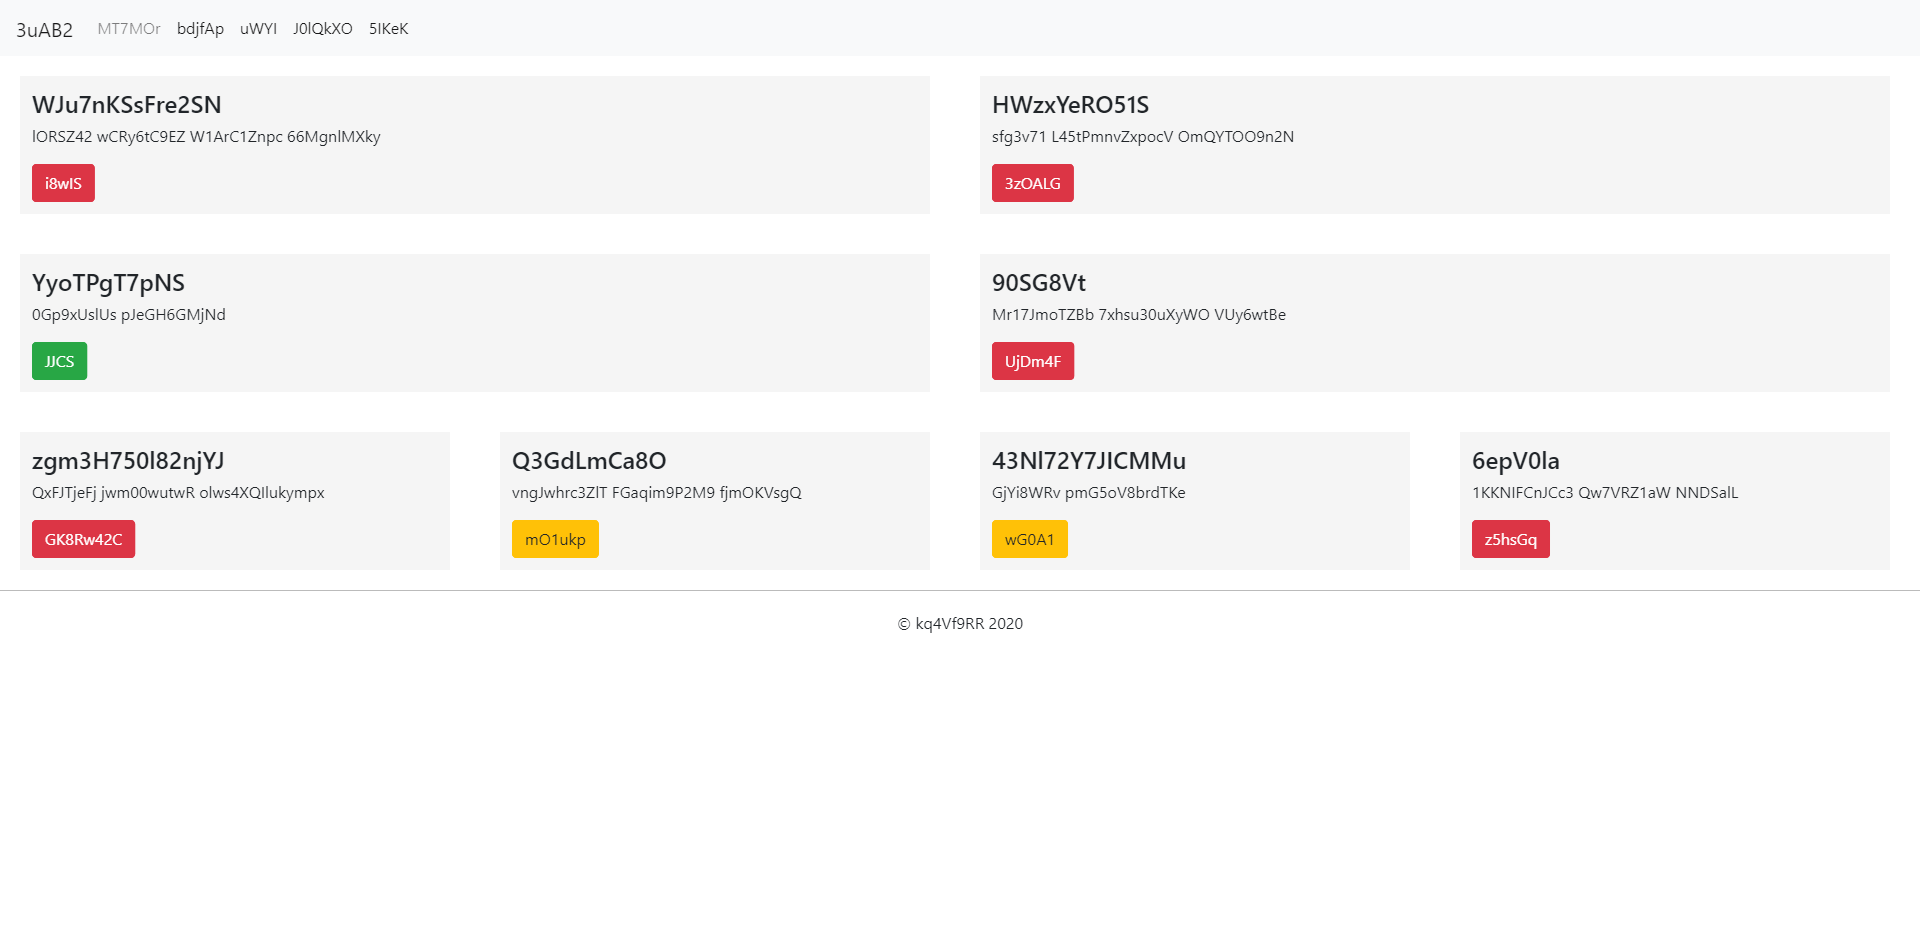 3uAB2 MT7MOr bdjfAp uWYI J0lQkXO 5IKeK
WJu7nKSsFre2SN
lORSZ42 wCRy6tC9EZ W1ArC1Znpc 66MgnlMXky
i8wIS
HWzxYeRO51S
sfg3v71 L45tPmnvZxpocV OmQYTOO9n2N
3zOALG
YyoTPgT7pNS
0Gp9xUslUs pJeGH6GMjNd
JJCS
90SG8Vt
Mr17JmoTZBb 7xhsu30uXyWO VUy6wtBe
UjDm4F
zgm3H750l82njYJ
QxFJTjeFj jwm00wutwR olws4XQIlukympx
GK8Rw42C
Q3GdLmCa8O
vngJwhrc3ZlT FGaqim9P2M9 fjmOKVsgQ
mO1ukp
43Nl72Y7JICMMu
GjYi8WRv pmG5oV8brdTKe
wG0A1
6epV0la
1KKNIFCnJCc3 Qw7VRZ1aW NNDSalL
z5hsGq
© kq4Vf9RR 2020